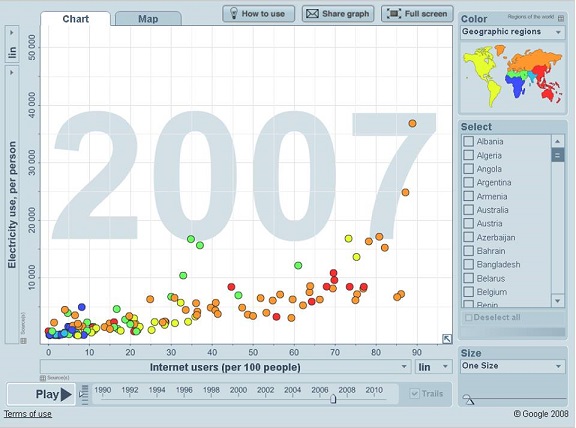 Chart
Map
How to use
Share graph
Full screen
Color
Regions of the world
Geographic regions
lin
Electricity use, per person
50 000
40 000
30 000
20 000
10 000
2007
Select
Albania
Algeria
Angola
Argentina
Armenia
Australia
Austria
Azerbaijan
Bahrain
Bangladesh
Belarus
Belgium
Benin
Deselect all
0 10 20 30 40 50 60 70 80 90
Internet users (per 100 people)
lin
Size
One Size
Play
1990 1992 1994 1996 1998 2000 2002 2004 2006 2008 2010
Trails
Terms of use
© Google 2008